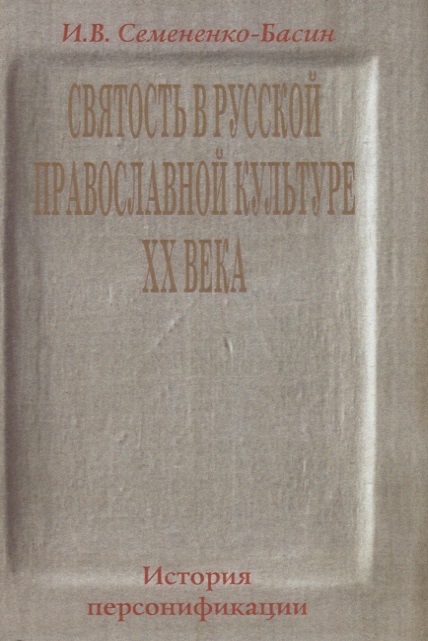 И.В. Семененко-Басин
СВЯТОСТЬ В РУССКОЙ
ПРАВОСЛАВНОЙ КУЛЬТУРЕ
XX ВЕКА
История
персонификации